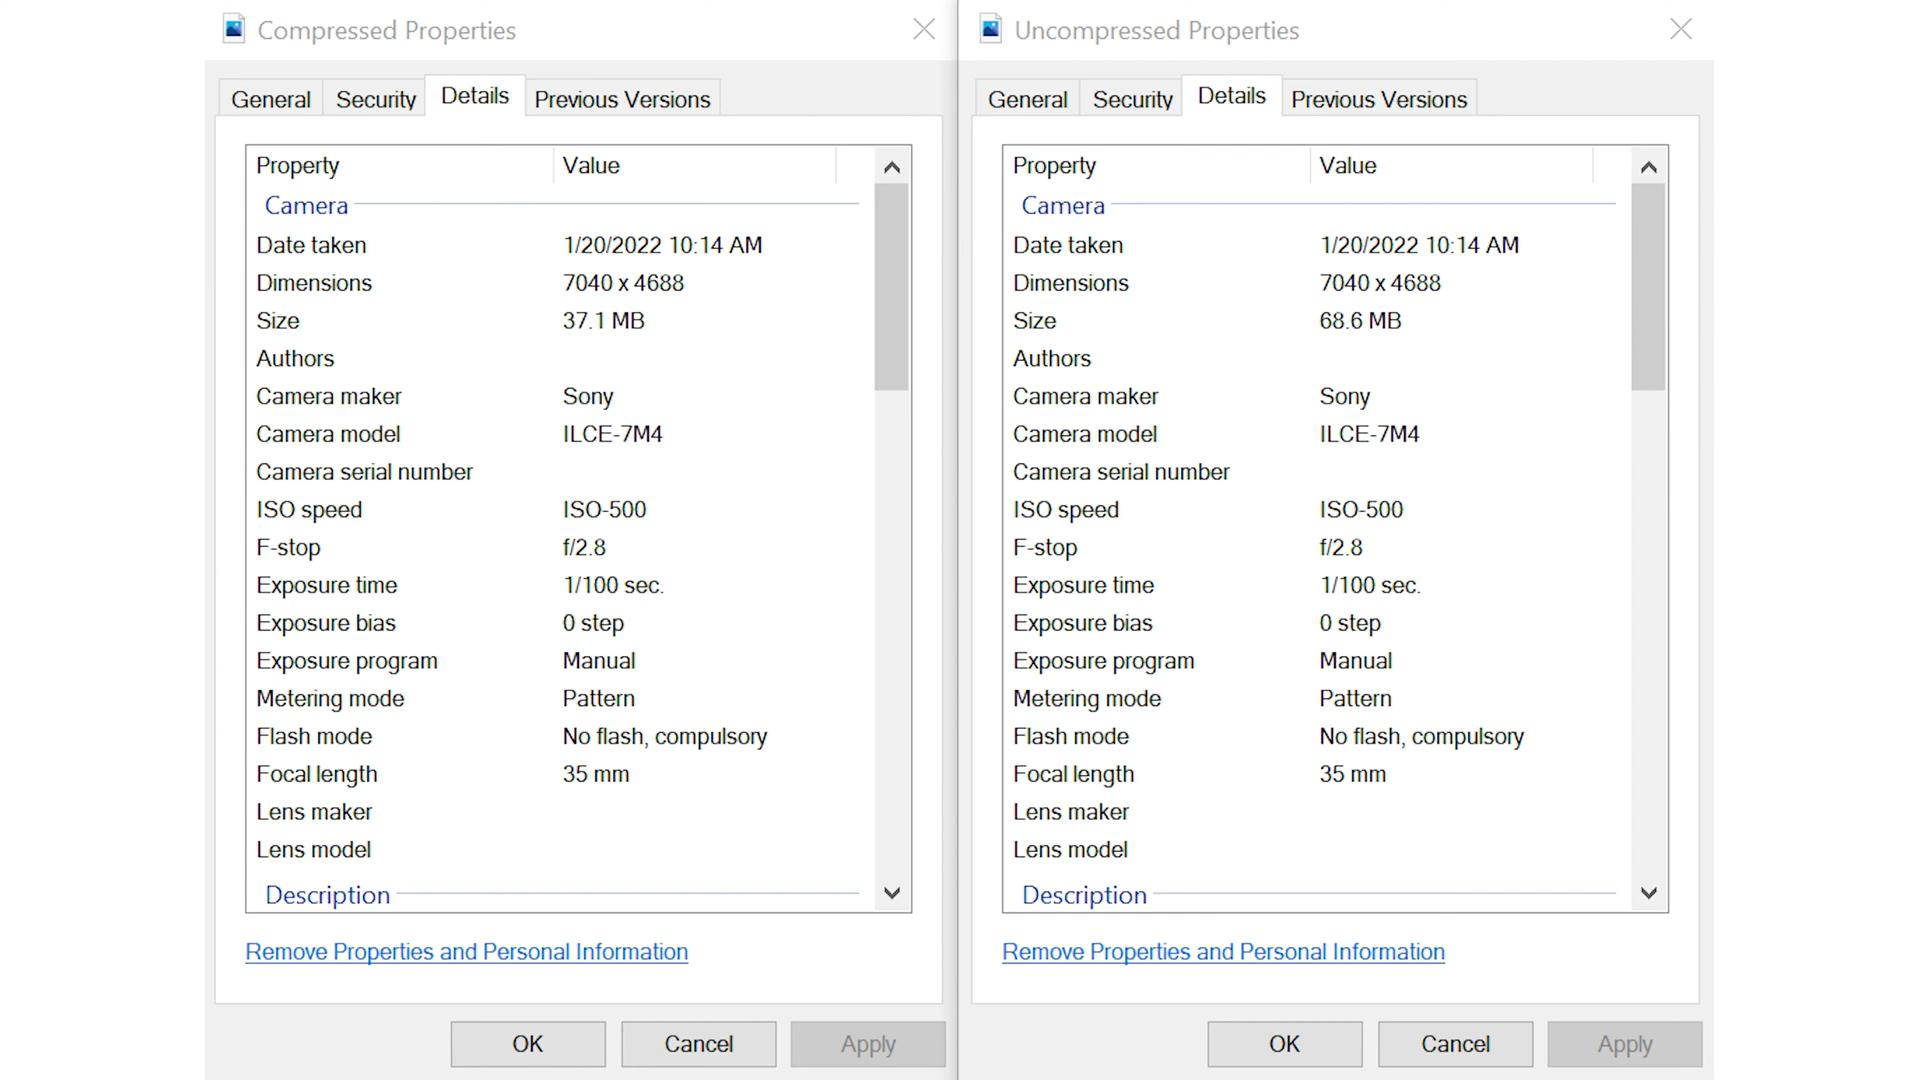 Compressed Properties
General Security Details Previous Versions
Property Value
Camera
Date taken 1/20/2022 10:14 AM
Dimensions 7040 x 4688
Size 37.1 MB
Authors
Camera maker Sony
Camera model ILCE-7M4
Camera serial number
ISO speed ISO-500
F-stop f/2.8
Exposure time 1/100 sec.
Exposure bias 0 step
Exposure program Manual
Metering mode Pattern
Flash mode No flash, compulsory
Focal length 35 mm
Lens maker
Lens model
Description
Remove Properties and Personal Information
OK Cancel Apply
Uncompressed Properties
General Security Details Previous Versions
Property Value
Camera
Date taken 1/20/2022 10:14 AM
Dimensions 7040 x 4688
Size 68.6 MB
Authors
Camera maker Sony
Camera model ILCE-7M4
Camera serial number
ISO speed ISO-500
F-stop f/2.8
Exposure time 1/100 sec.
Exposure bias 0 step
Exposure program Manual
Metering mode Pattern
Flash mode No flash, compulsory
Focal length 35 mm
Lens maker
Lens model
Description
Remove Properties and Personal Information
OK Cancel Apply